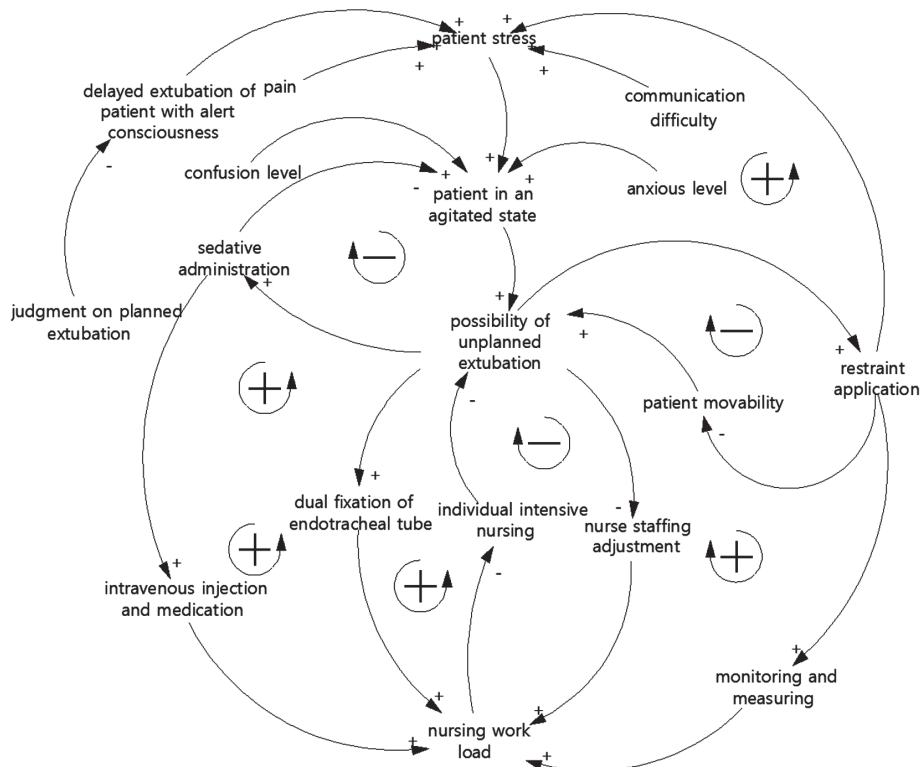 patient stress
delayed extubation of
patient with alert
consciousness
pain
communication
difficulty
confusion level
patient in an
agitated state
anxious level
sedative
administration
judgment on planned
extubation
possibility of
unplanned
extubation
restraint
application
patient movability
dual fixation of
endotracheal tube
individual intensive
nursing
nurse staffing
adjustment
intravenous injection
and medication
monitoring and
measuring
nursing work
load